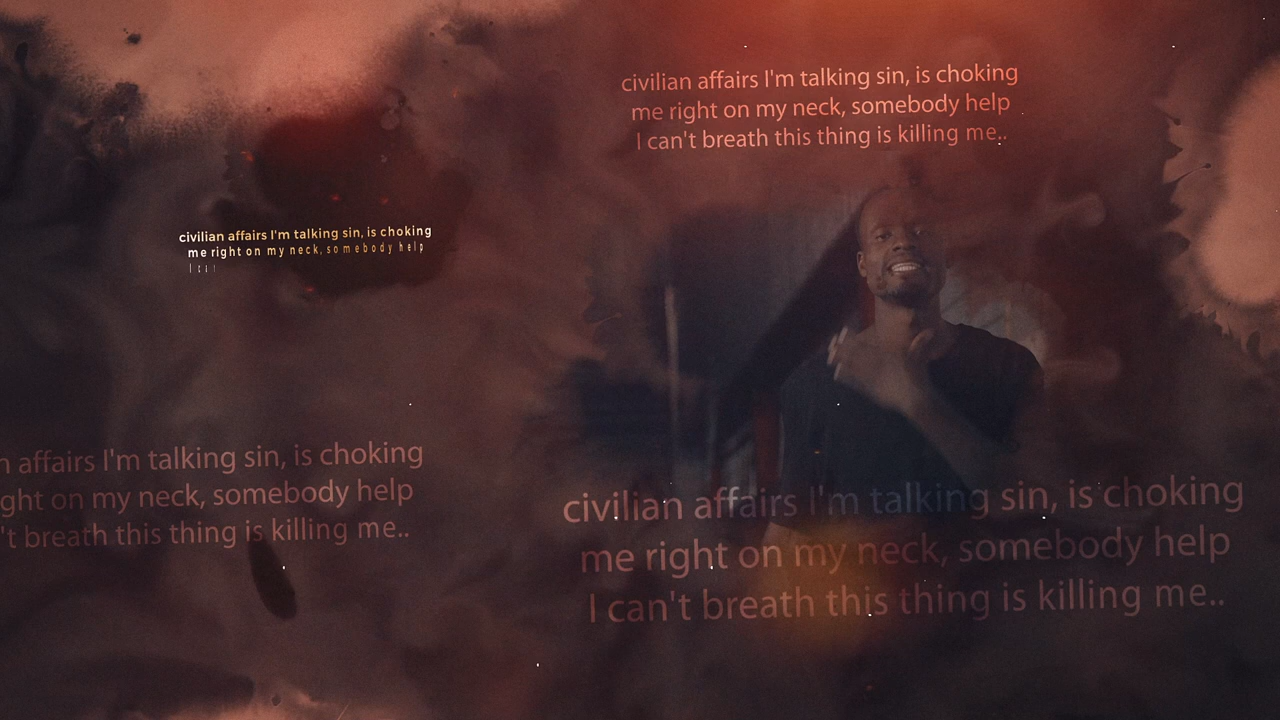 civilian affairs I'm talking sin, is choking
me right on my neck, somebody help
I can't breath this thing is killing me..
civilian affairs I'm talking sin, is choking
me right on my neck, somebody help
affairs I'm talking sin, is choking
on my neck, somebody help
breath this thing is killing me..
civilian affairs I'm talking sin, is choking
me right on my neck, somebody help
I can't breath this thing is killing me..